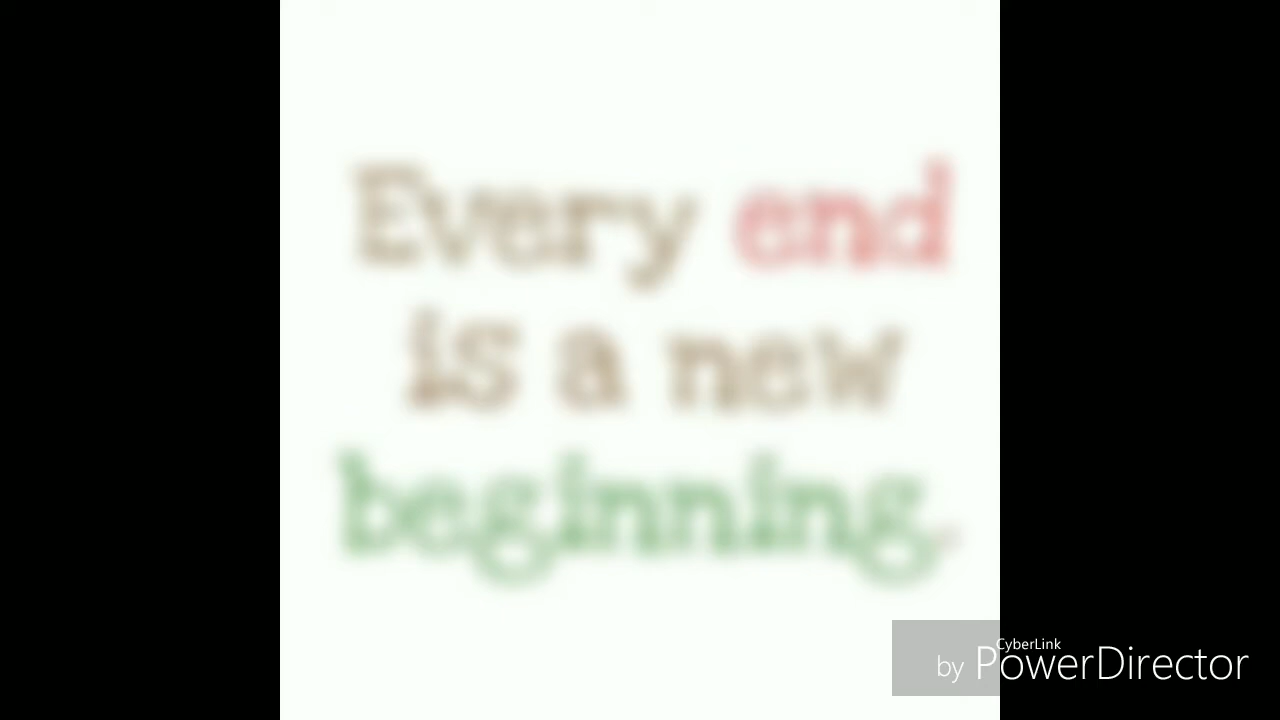 Every end
is a new
beginning.
CyberLink
by PowerDirector